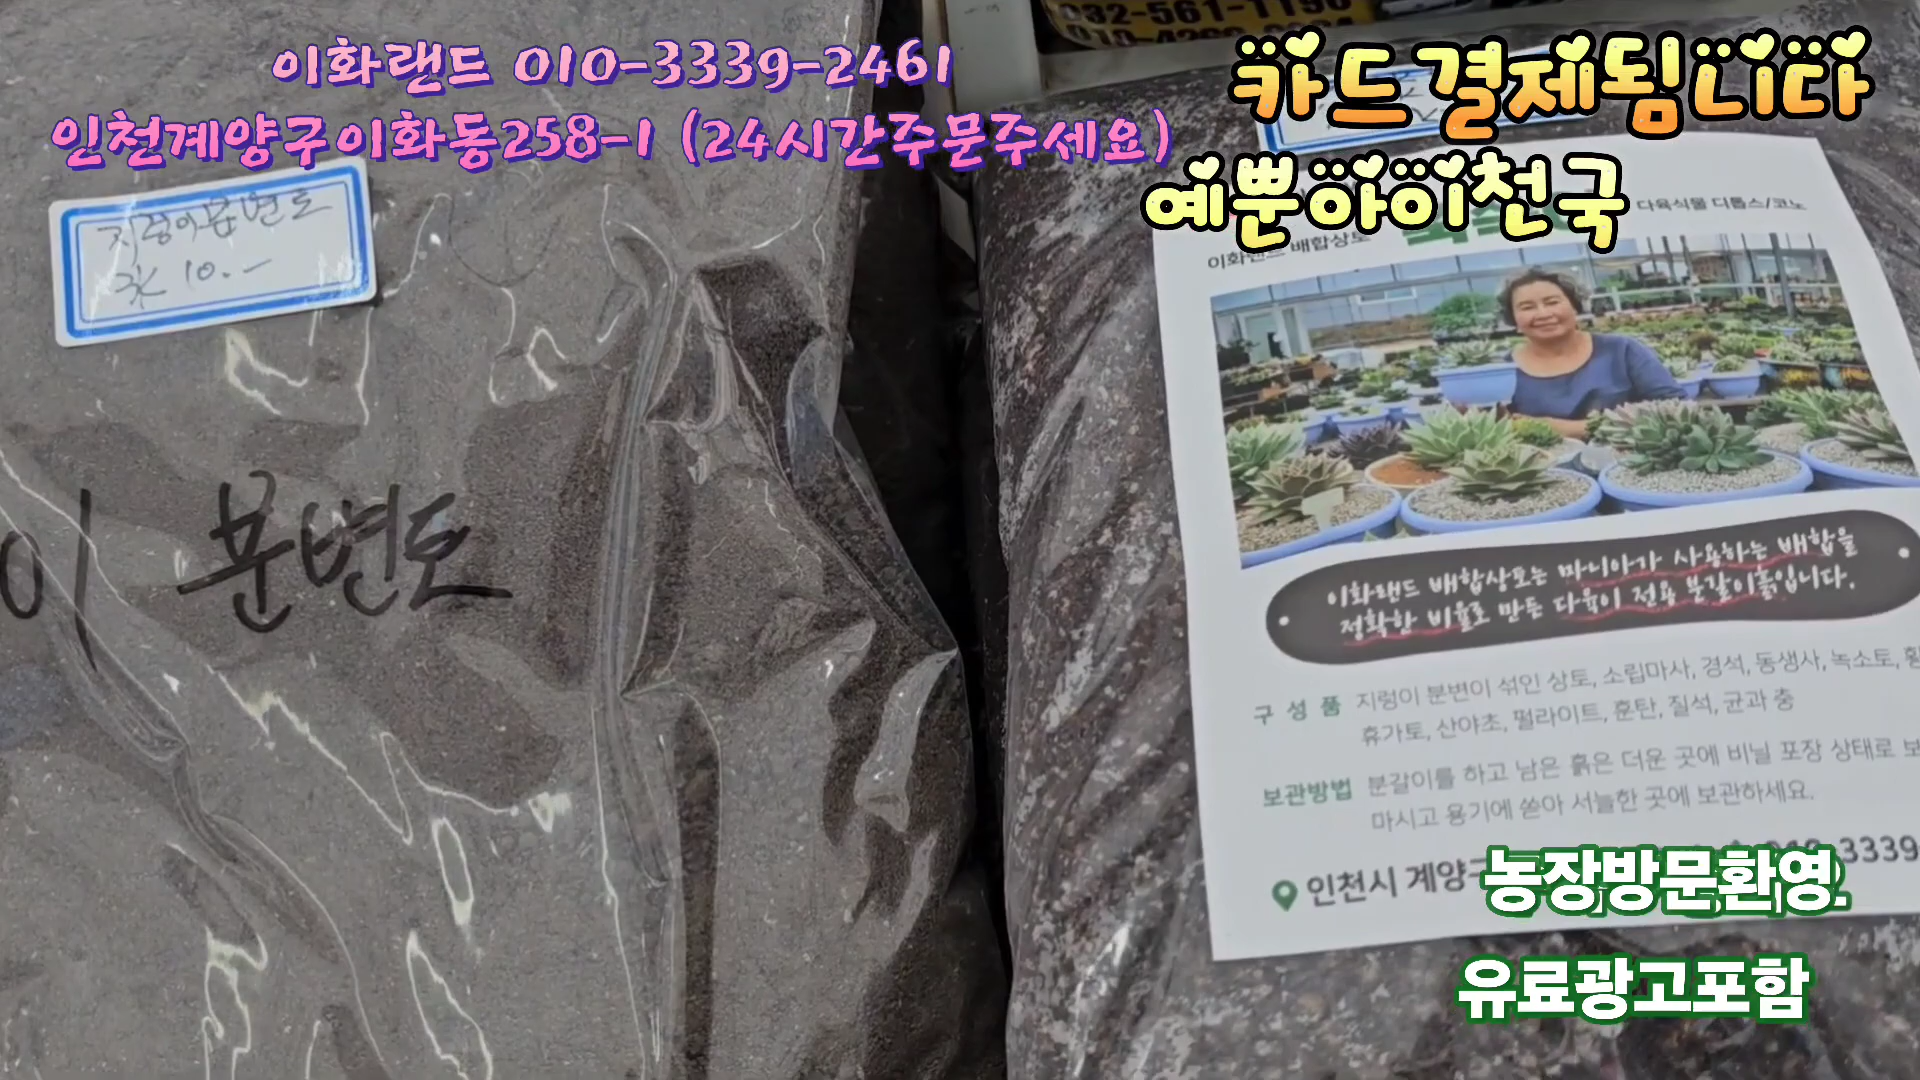 이화랜드 010-3339-2461
인천계양구이화동258-1 (24시간주문주세요)
카드결제됩니다
예쁜아이천국
032-561-1190
지렁이분변토
10.-
이 분변토
다육식물 디톱스/코노
이화랜드 배합상토
이화랜드 배합상토는 마니아가 사용하는 배합을
정확한 비율로 만든 다육이 전용 분갈이흙입니다.
구성품 지렁이 분변이 섞인 상토, 소립마사, 경석, 동생사, 녹소토,
휴가토, 산야초, 펄라이트, 훈탄, 질석, 균과 충
보관방법 분갈이를 하고 남은 흙은 더운 곳에 비닐 포장 상태로
마시고 용기에 쏟아 서늘한 곳에 보관하세요.
인천시 계양구 3339
농장방문환영.
유료광고포함